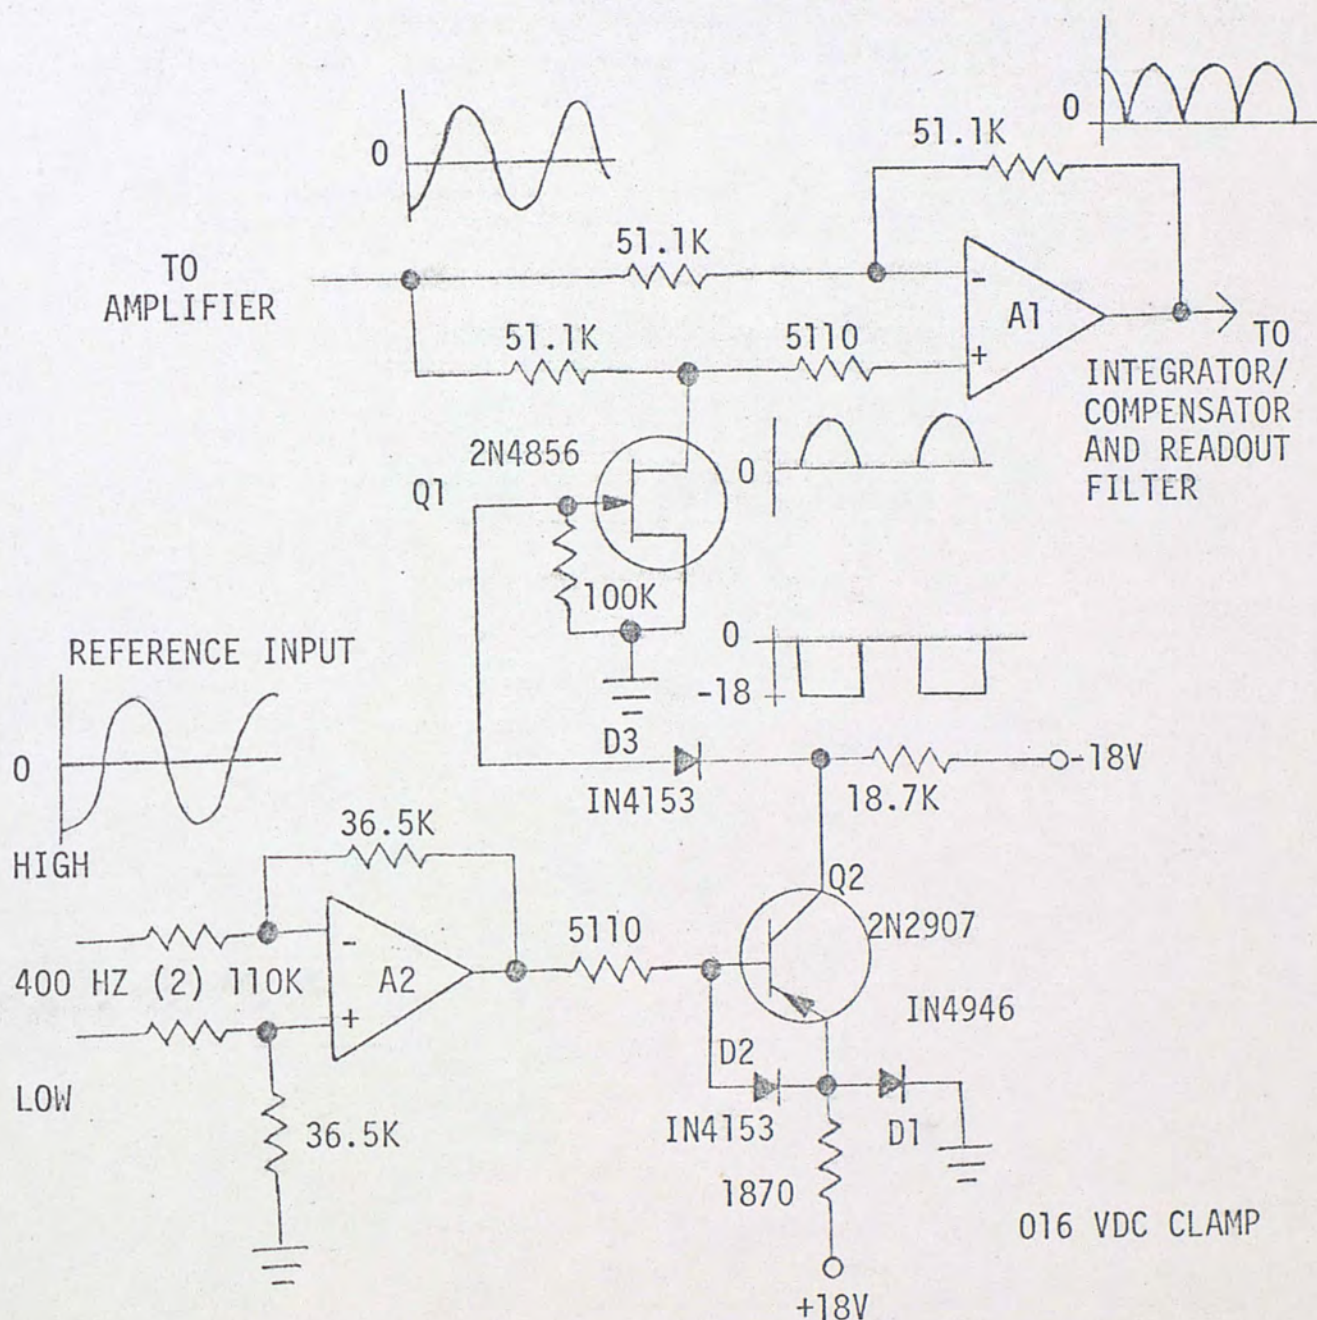 0
0
51.1K
51.1K
TO
AMPLIFIER
-
A1
51.1K
5110
+
TO
INTEGRATOR/
COMPENSATOR
AND READOUT
FILTER
2N4856
0
Q1
100K
0
REFERENCE INPUT
-18
D3
0
-18V
IN4153
18.7K
36.5K
HIGH
Q2
2N2907
5110
-
400 HZ (2) 110K
A2
IN4946
+
D2
LOW
36.5K
IN4153
D1
1870
016 VDC CLAMP
+18V